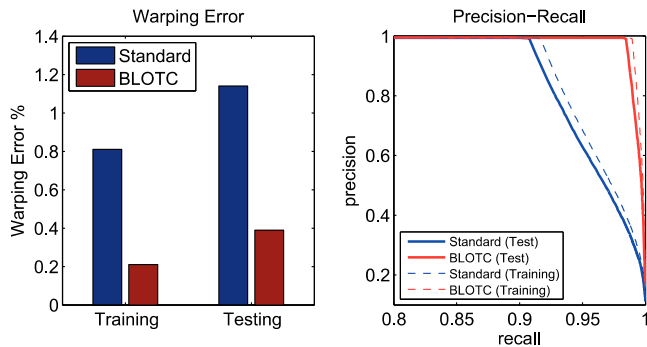 Warping Error
Warping Error %
1.4
1.2
1
0.8
0.6
0.4
0.2
0
Standard
BLOTC
Training
Testing
Precision−Recall
precision
1
0.8
0.6
0.4
0.2
Standard (Test)
BLOTC (Test)
Standard (Training)
BLOTC (Training)
0.8
0.85
0.9
0.95
1
recall